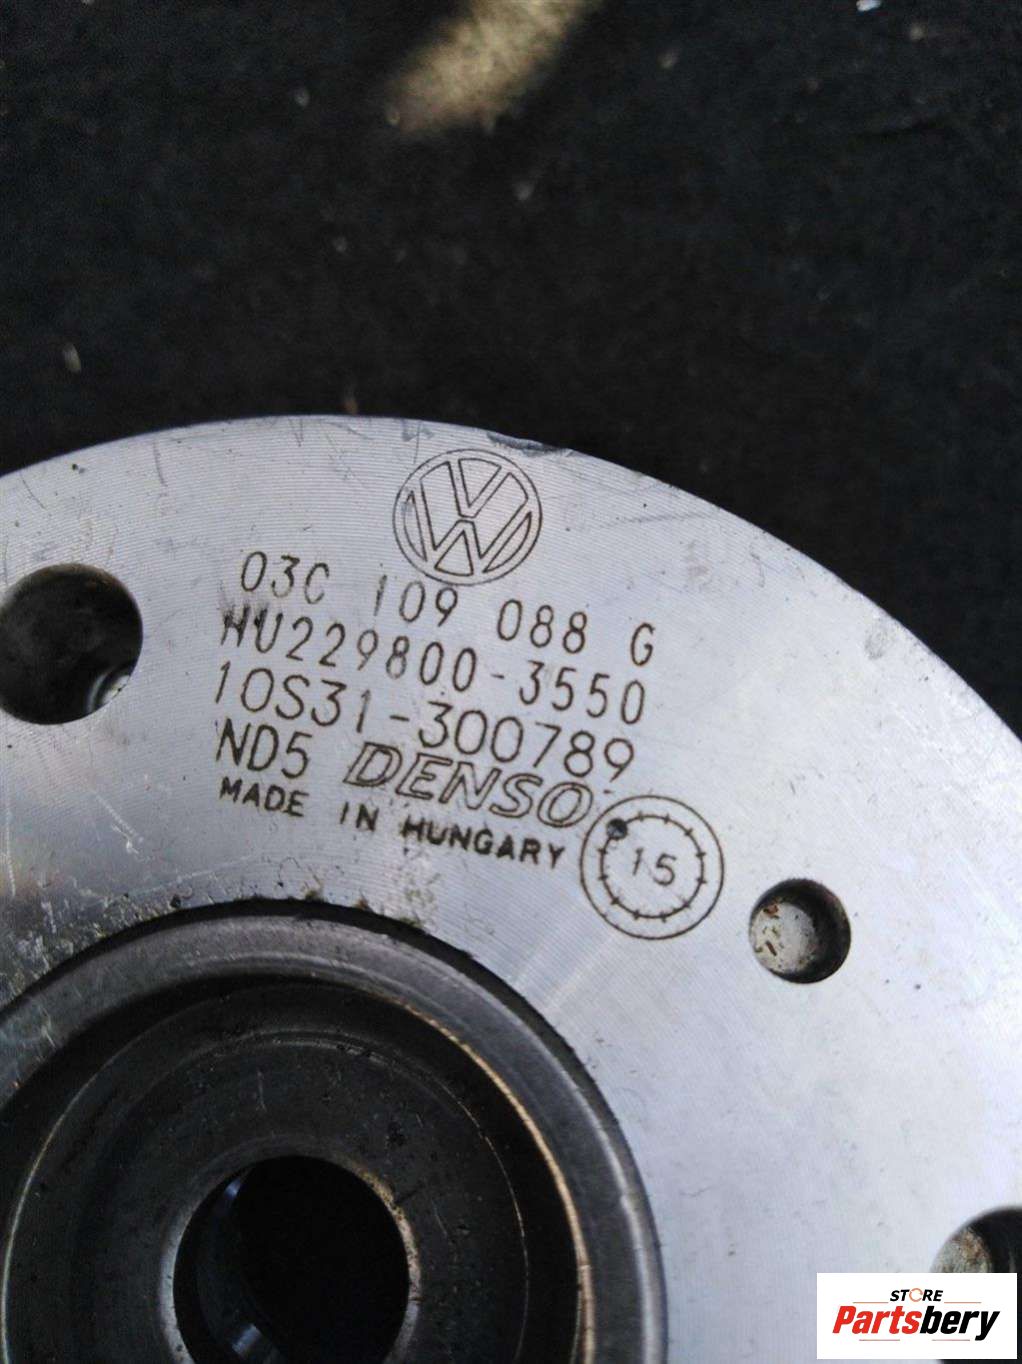 03C 109 088 G
HU229800-3550
10S31-300789
ND5 DENSO
MADE IN HUNGARY
15
STORE
Partsbery